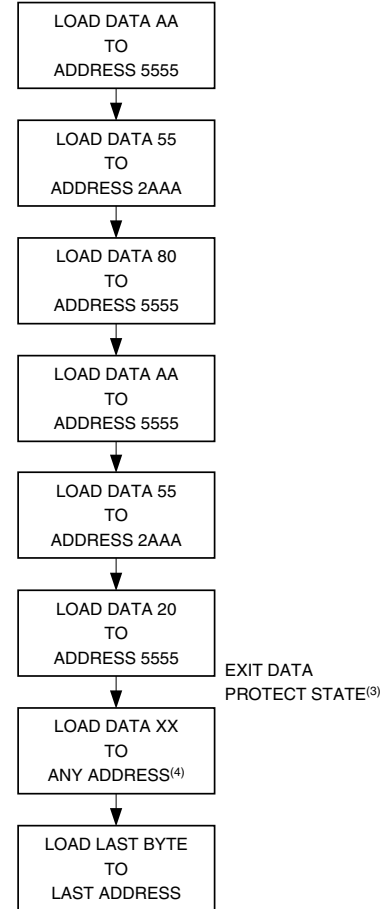 LOAD DATA AA
TO
ADDRESS 5555
LOAD DATA 55
TO
ADDRESS 2AAA
LOAD DATA 80
TO
ADDRESS 5555
LOAD DATA AA
TO
ADDRESS 5555
LOAD DATA 55
TO
ADDRESS 2AAA
LOAD DATA 20
TO
ADDRESS 5555
EXIT DATA
PROTECT STATE(3)
LOAD DATA XX
TO
ANY ADDRESS(4)
LOAD LAST BYTE
TO
LAST ADDRESS